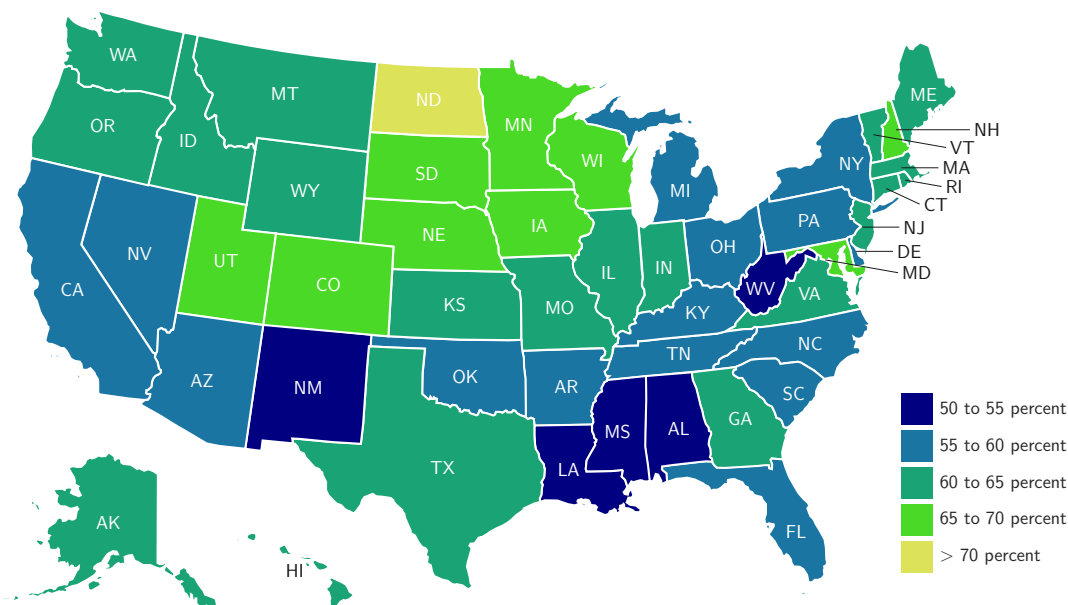 WA
MT
ND
MN
ME
OR
ID
WI
NH
VT
NY
MA
RI
CT
WY
SD
MI
IA
NE
PA
NJ
OH
DE
MD
NV
UT
CO
IL
IN
WV
VA
CA
KS
MO
KY
NC
TN
AZ
NM
OK
AR
SC
GA
MS
AL
TX
LA
AK
FL
HI
50 to 55 percent
55 to 60 percent
60 to 65 percent
65 to 70 percent
> 70 percent